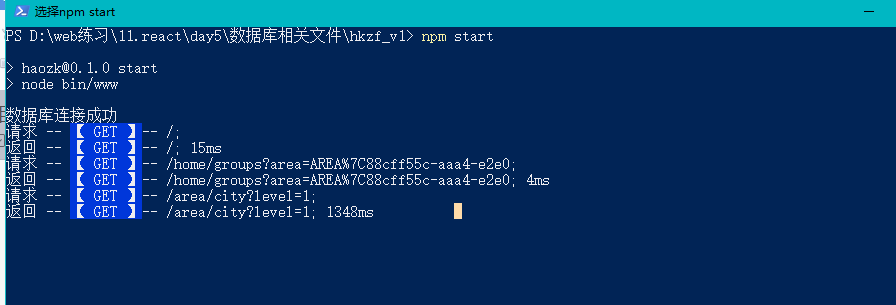 选择npm start
PS D:\web练习\11.react\day5\数据库相关文件\hkzf_v1> npm start
> haozk@0.1.0 start
> node bin/www
数据库连接成功
请求 -- 【 GET 】-- /;
返回 -- 【 GET 】-- /; 15ms
请求 -- 【 GET 】-- /home/groups?area=AREA%7C88cff55c-aaa4-e2e0;
返回 -- 【 GET 】-- /home/groups?area=AREA%7C88cff55c-aaa4-e2e0; 4ms
请求 -- 【 GET 】-- /area/city?level=1;
返回 -- 【 GET 】-- /area/city?level=1; 1348ms